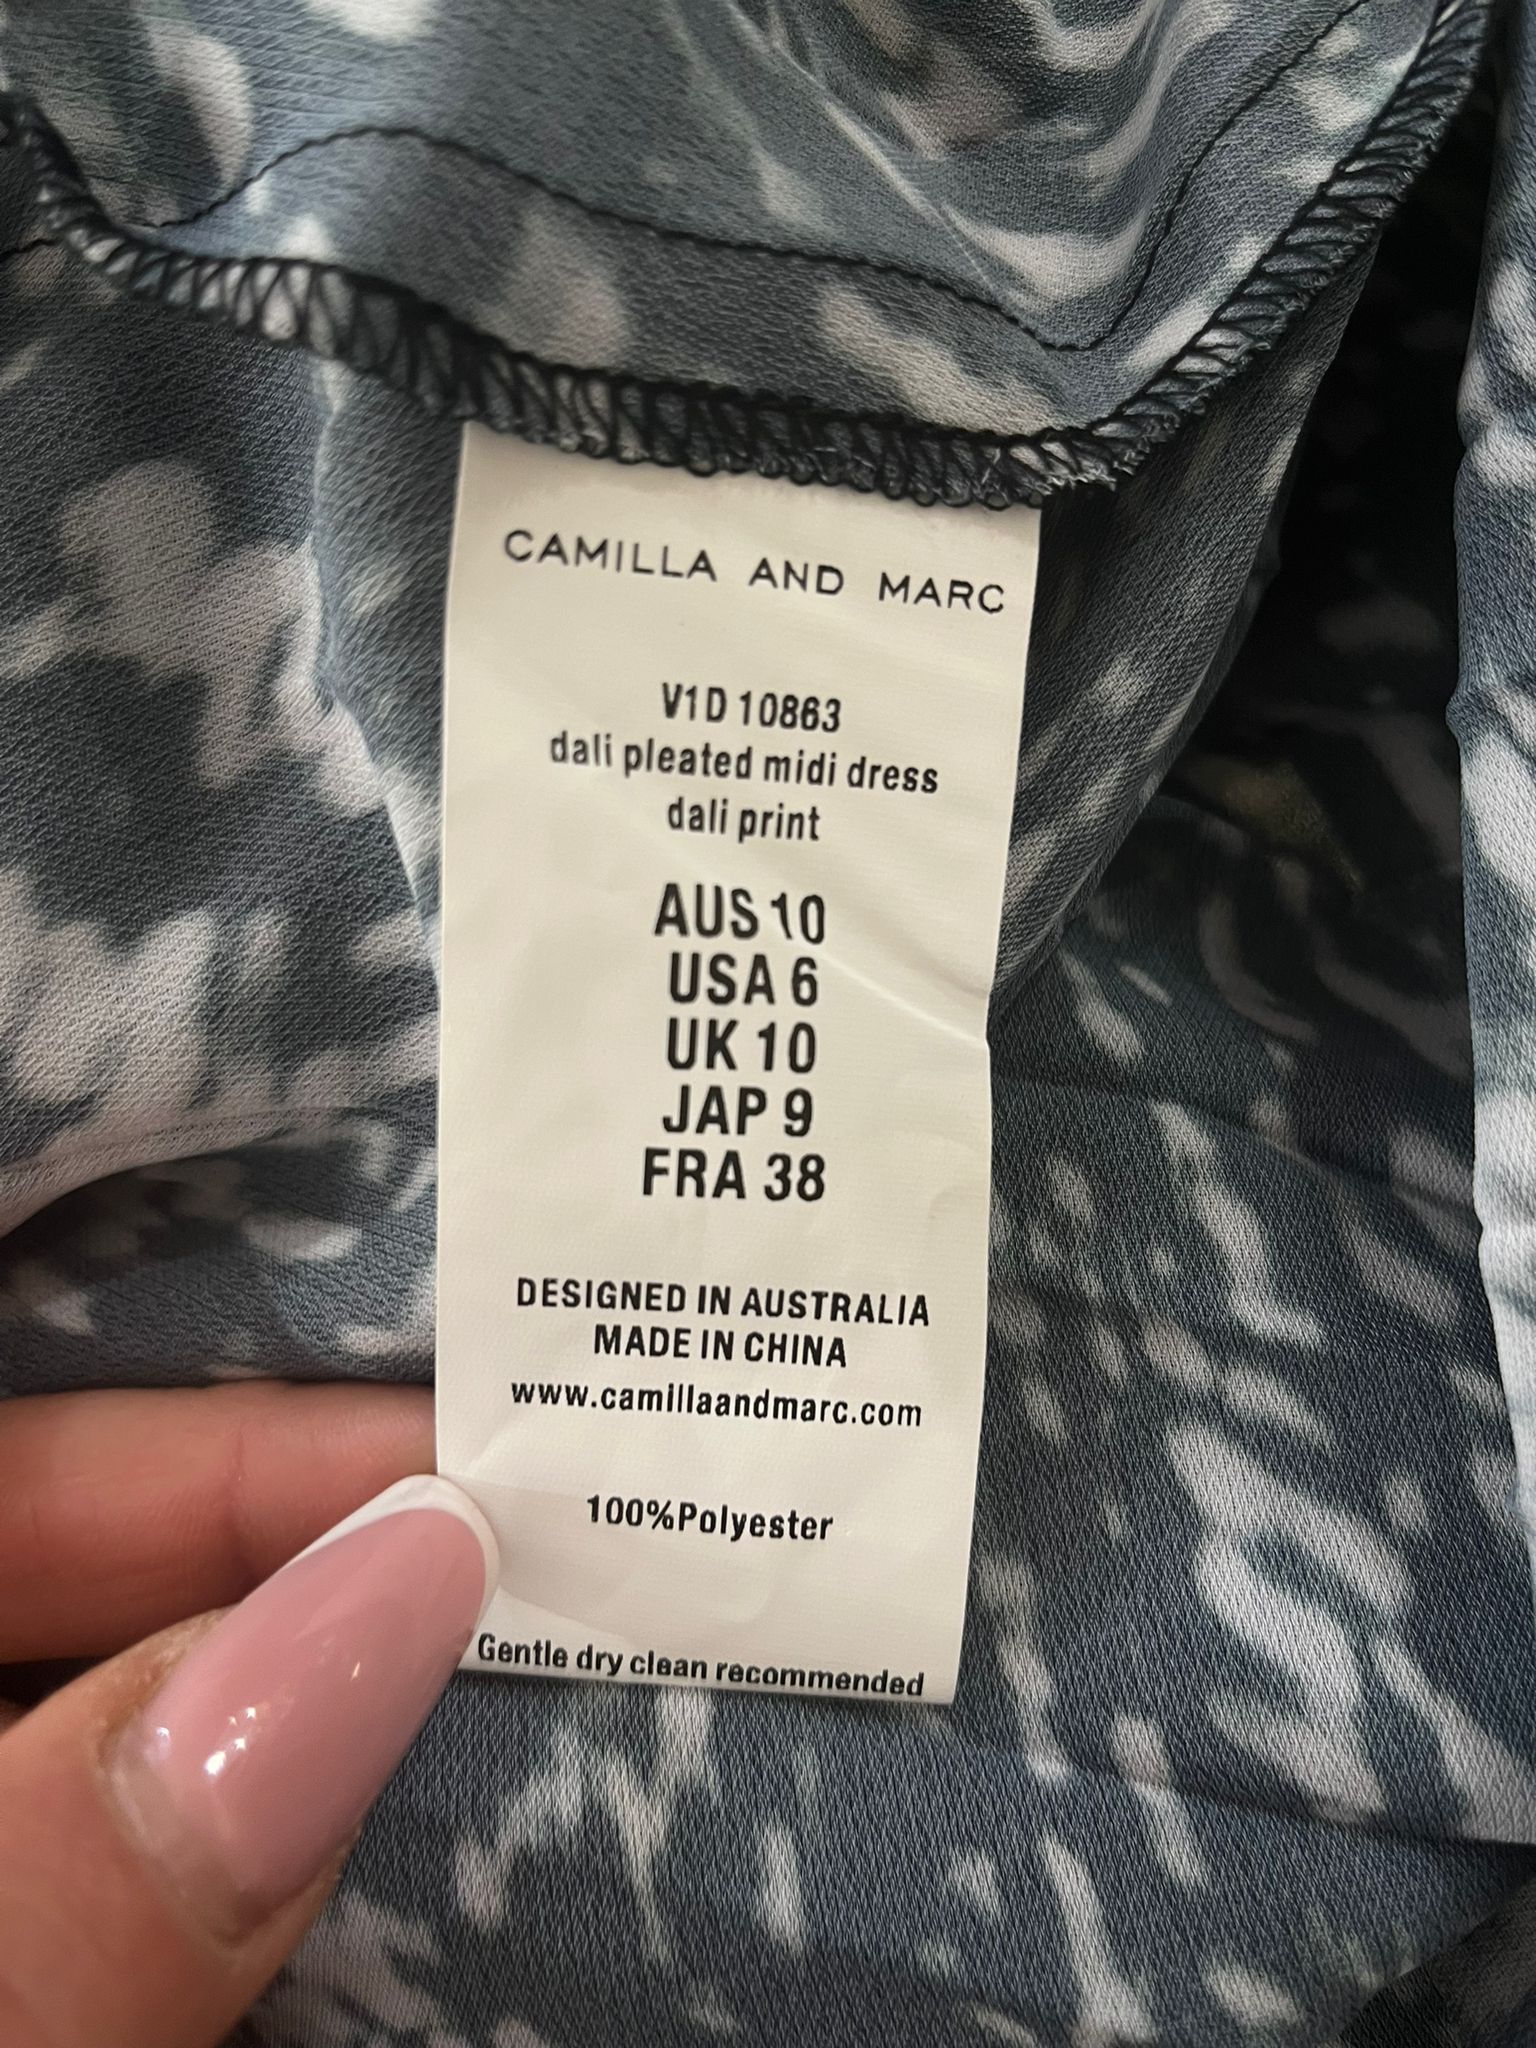 CAMILLA AND MARC
V1D 10863
dali pleated midi dress
dali print
AUS 10
USA 6
UK 10
JAP 9
FRA 38
DESIGNED IN AUSTRALIA
MADE IN CHINA
www.camillaandmarc.com
100%Polyester
Gentle dry clean recommended